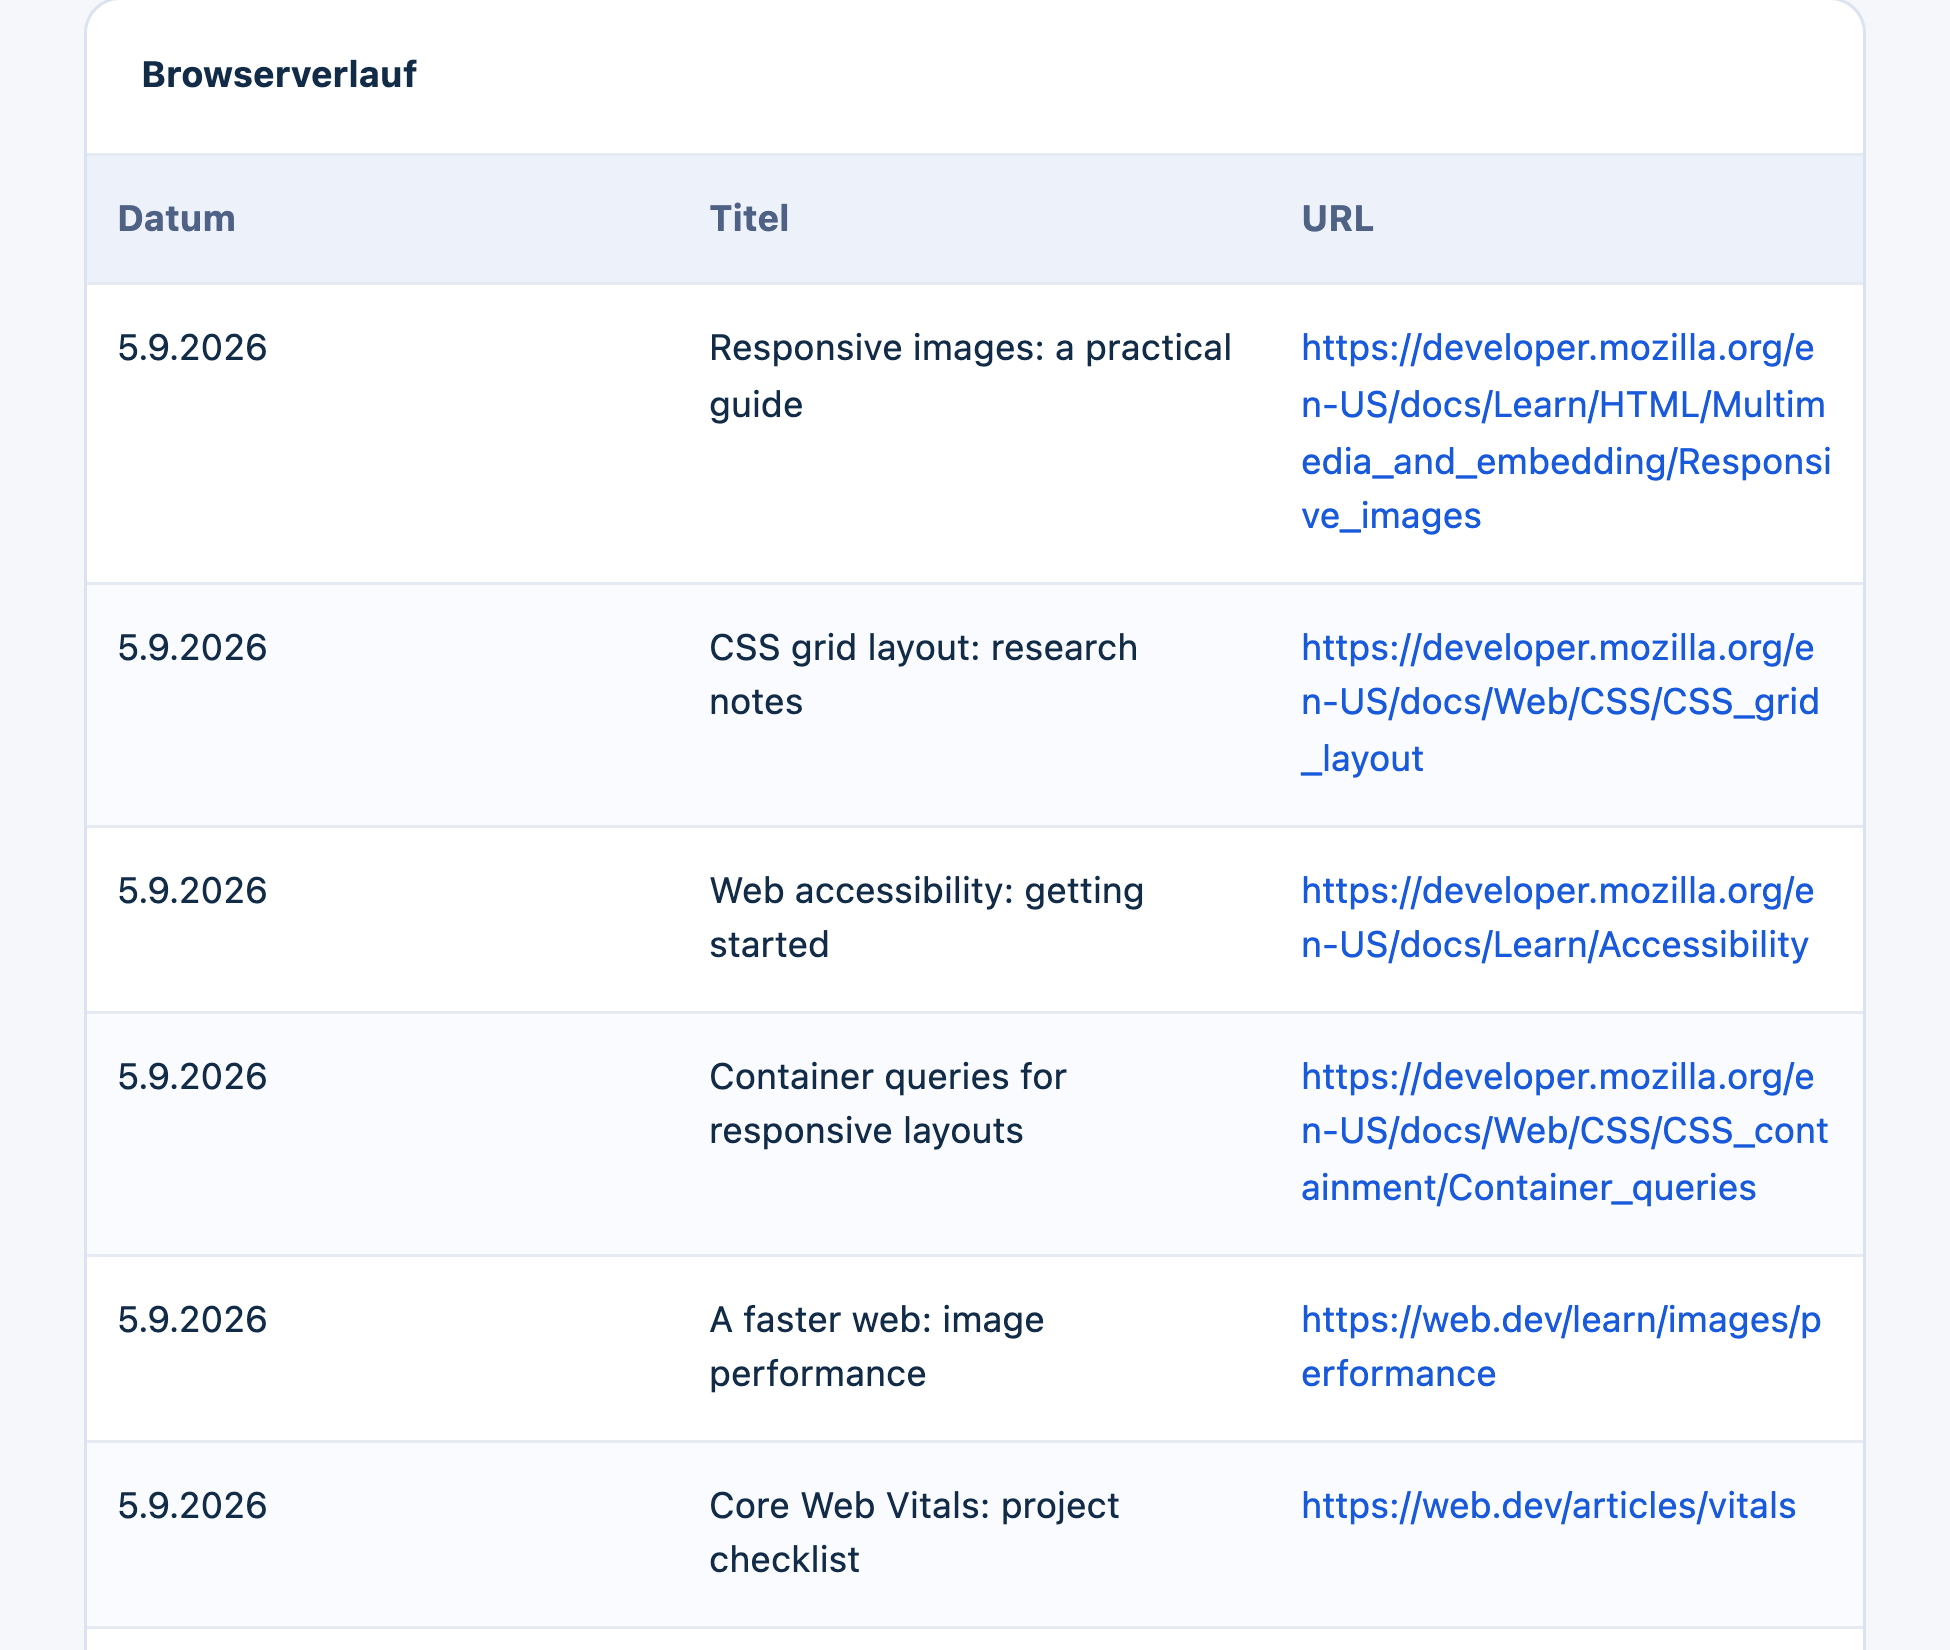 Browserverlauf
Datum Titel URL
5.9.2026 Responsive images: a practical https://developer.mozilla.org/e
guide n-US/docs/Learn/HTML/Multim
edia_and_embedding/Responsi
ve_images
5.9.2026 CSS grid layout: research https://developer.mozilla.org/e
notes n-US/docs/Web/CSS/CSS_grid
_layout
5.9.2026 Web accessibility: getting https://developer.mozilla.org/e
started n-US/docs/Learn/Accessibility
5.9.2026 Container queries for https://developer.mozilla.org/e
responsive layouts n-US/docs/Web/CSS/CSS_cont
ainment/Container_queries
5.9.2026 A faster web: image https://web.dev/learn/images/p
performance erformance
5.9.2026 Core Web Vitals: project https://web.dev/articles/vitals
checklist